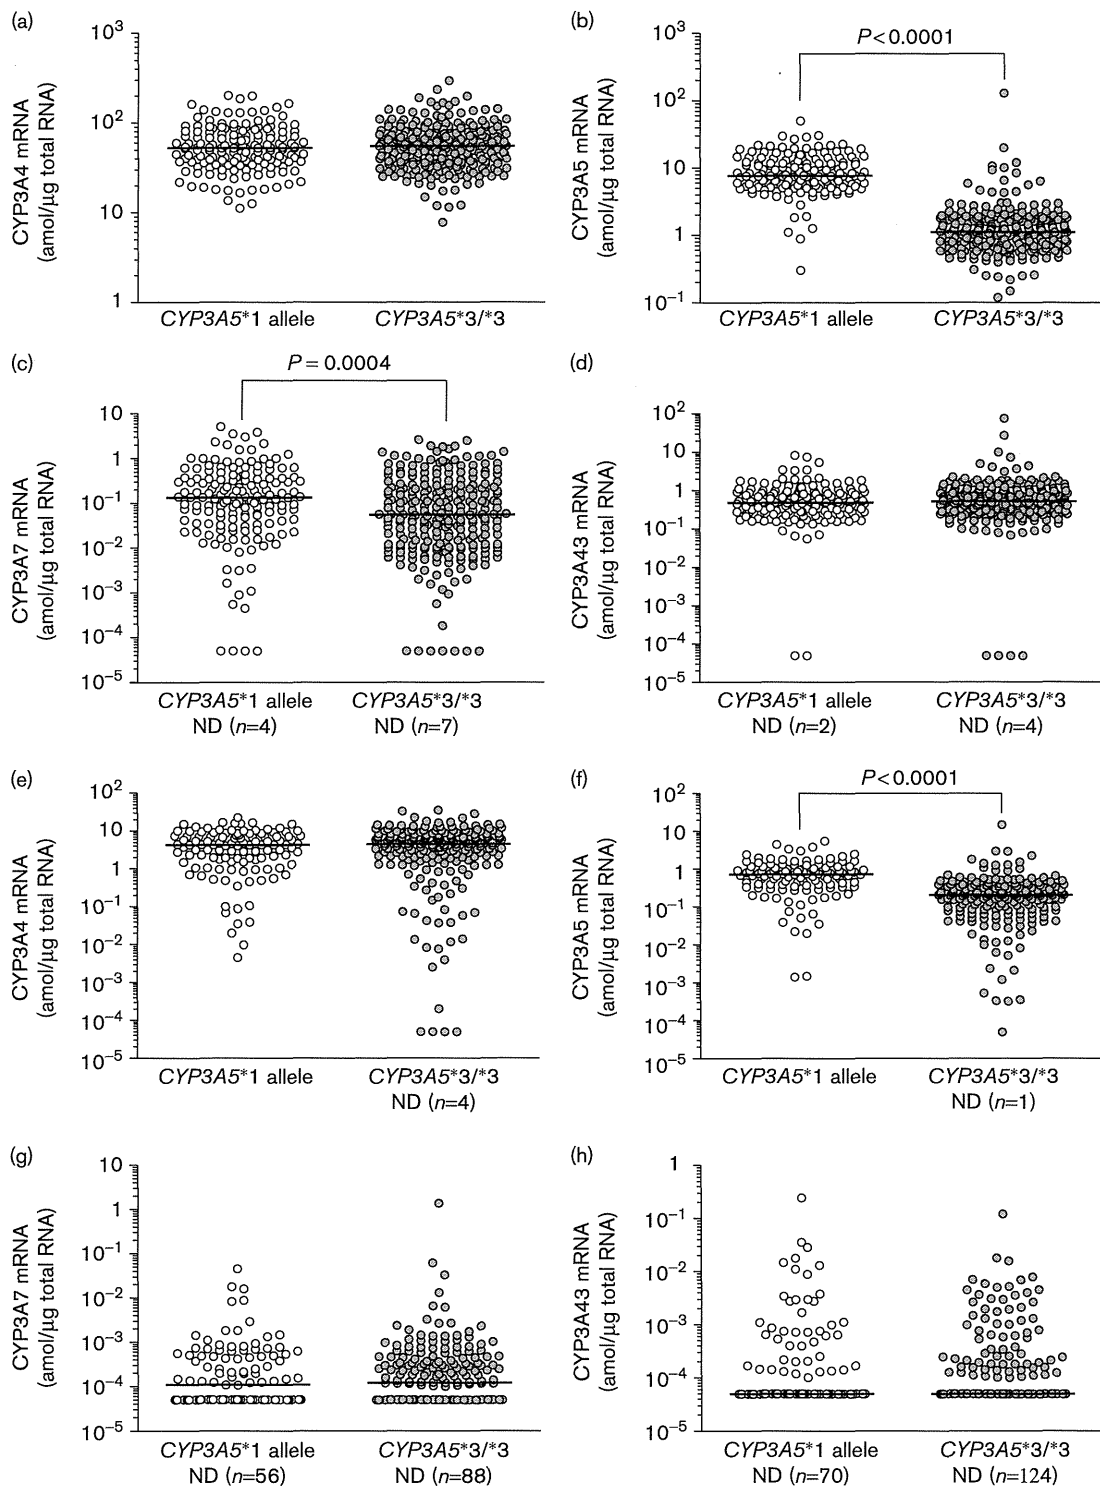 (a)
CYP3A4 mRNA
(amol/µg total RNA)
10³
10²
10
1
CYP3A5*1 allele
CYP3A5*3/*3
(b)
P<0.0001
CYP3A5 mRNA
(amol/µg total RNA)
10³
10²
10
1
10⁻¹
CYP3A5*1 allele
CYP3A5*3/*3
(c)
P = 0.0004
CYP3A7 mRNA
(amol/µg total RNA)
10
1
10⁻¹
10⁻²
10⁻³
10⁻⁴
10⁻⁵
CYP3A5*1 allele
ND (n=4)
CYP3A5*3/*3
ND (n=7)
(d)
CYP3A43 mRNA
(amol/µg total RNA)
10²
10
1
10⁻¹
10⁻²
10⁻³
10⁻⁴
10⁻⁵
CYP3A5*1 allele
ND (n=2)
CYP3A5*3/*3
ND (n=4)
(e)
CYP3A4 mRNA
(amol/µg total RNA)
10²
10
1
10⁻¹
10⁻²
10⁻³
10⁻⁴
10⁻⁵
CYP3A5*1 allele
CYP3A5*3/*3
ND (n=4)
(f)
P<0.0001
CYP3A5 mRNA
(amol/µg total RNA)
10²
10
1
10⁻¹
10⁻²
10⁻³
10⁻⁴
10⁻⁵
CYP3A5*1 allele
CYP3A5*3/*3
ND (n=1)
(g)
CYP3A7 mRNA
(amol/µg total RNA)
10
1
10⁻¹
10⁻²
10⁻³
10⁻⁴
10⁻⁵
CYP3A5*1 allele
ND (n=56)
CYP3A5*3/*3
ND (n=88)
(h)
CYP3A43 mRNA
(amol/µg total RNA)
1
10⁻¹
10⁻²
10⁻³
10⁻⁴
10⁻⁵
CYP3A5*1 allele
ND (n=70)
CYP3A5*3/*3
ND (n=124)